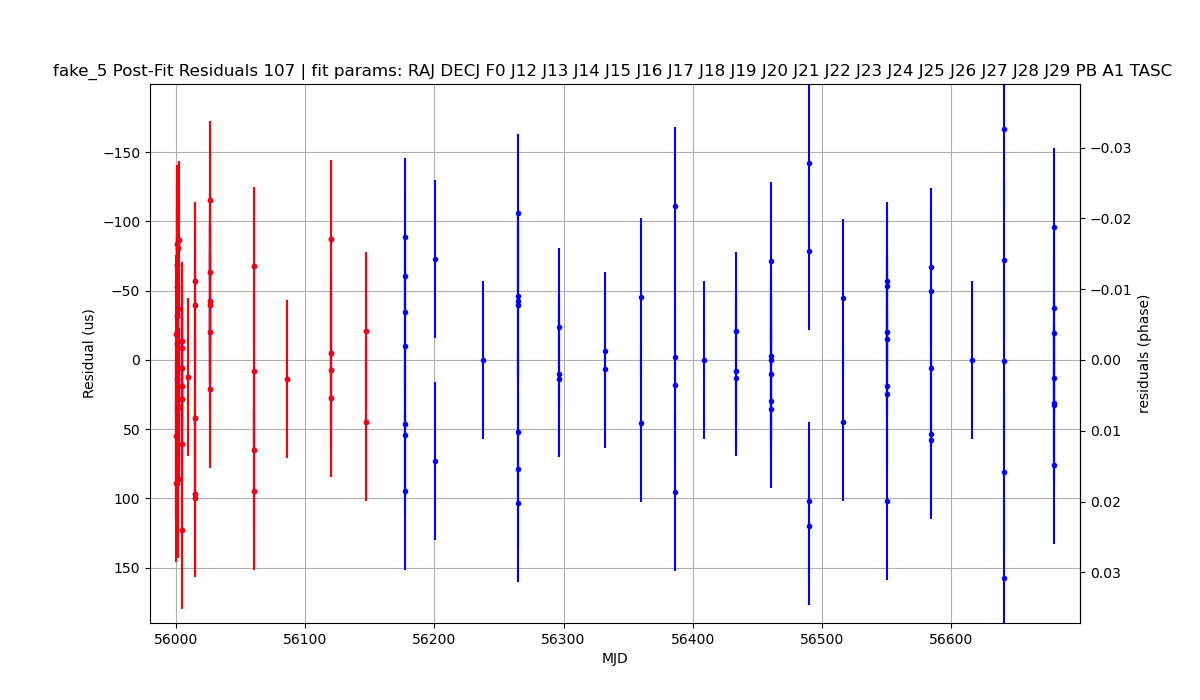 fake_5 Post-Fit Residuals 107 | fit params: RAJ DECJ F0 J12 J13 J14 J15 J16 J17 J18 J19 J20 J21 J22 J23 J24 J25 J26 J27 J28 J29 PB A1 TASC
−150
−100
−50
0
50
100
150
Residual (us)
−0.03
−0.02
−0.01
0.00
0.01
0.02
0.03
residuals (phase)
56000 56100 56200 56300 56400 56500 56600
MJD